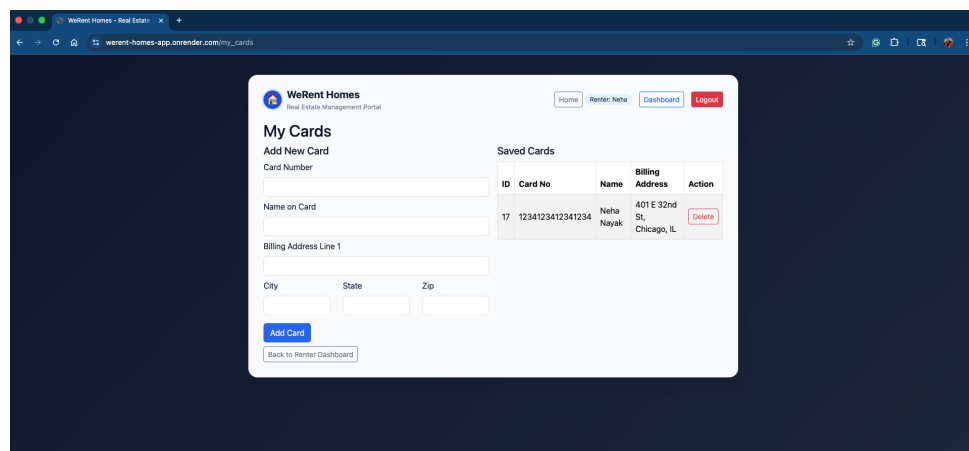 WeRent Homes - Real Estate
werent-homes-app.onrender.com/my_cards
WeRent Homes
Real Estate Management Portal
Home
Renter: Neha
Dashboard
Logout
My Cards
Add New Card
Card Number
Name on Card
Billing Address Line 1
City State Zip
Add Card
Back to Renter Dashboard
Saved Cards
ID Card No Name Billing Address Action
17 1234123412341234 Neha Nayak 401 E 32nd St, Chicago, IL Delete